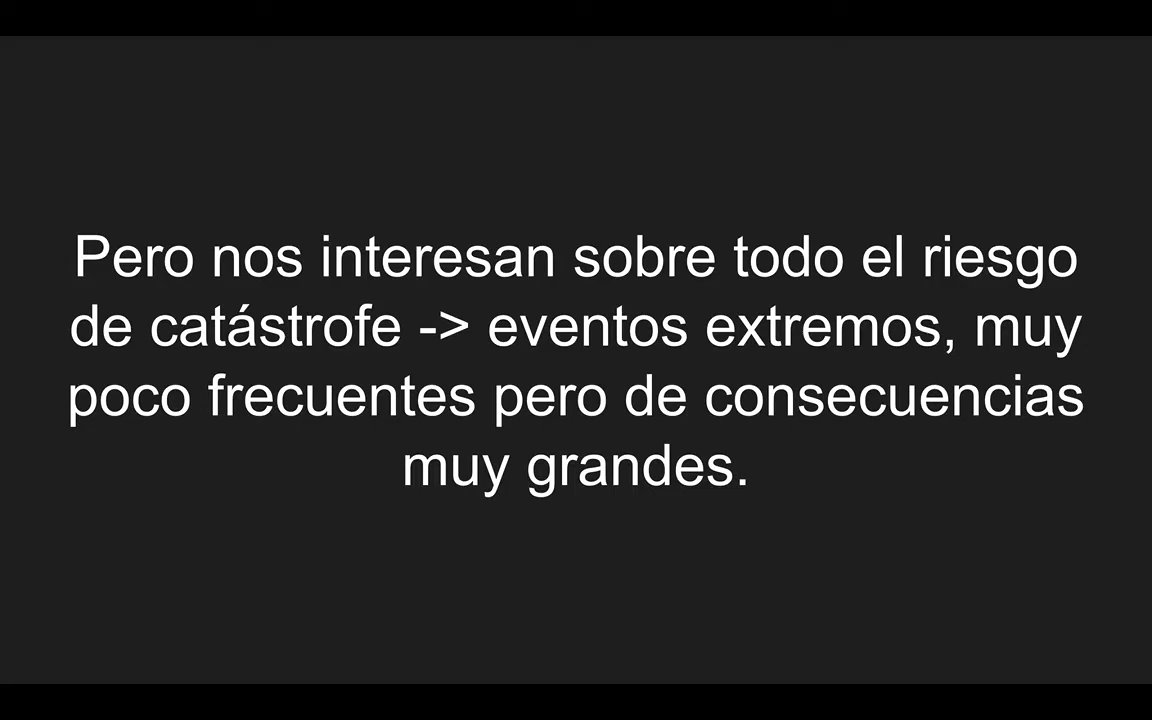 Pero nos interesan sobre todo el riesgo
de catástrofe -> eventos extremos, muy
poco frecuentes pero de consecuencias
muy grandes.